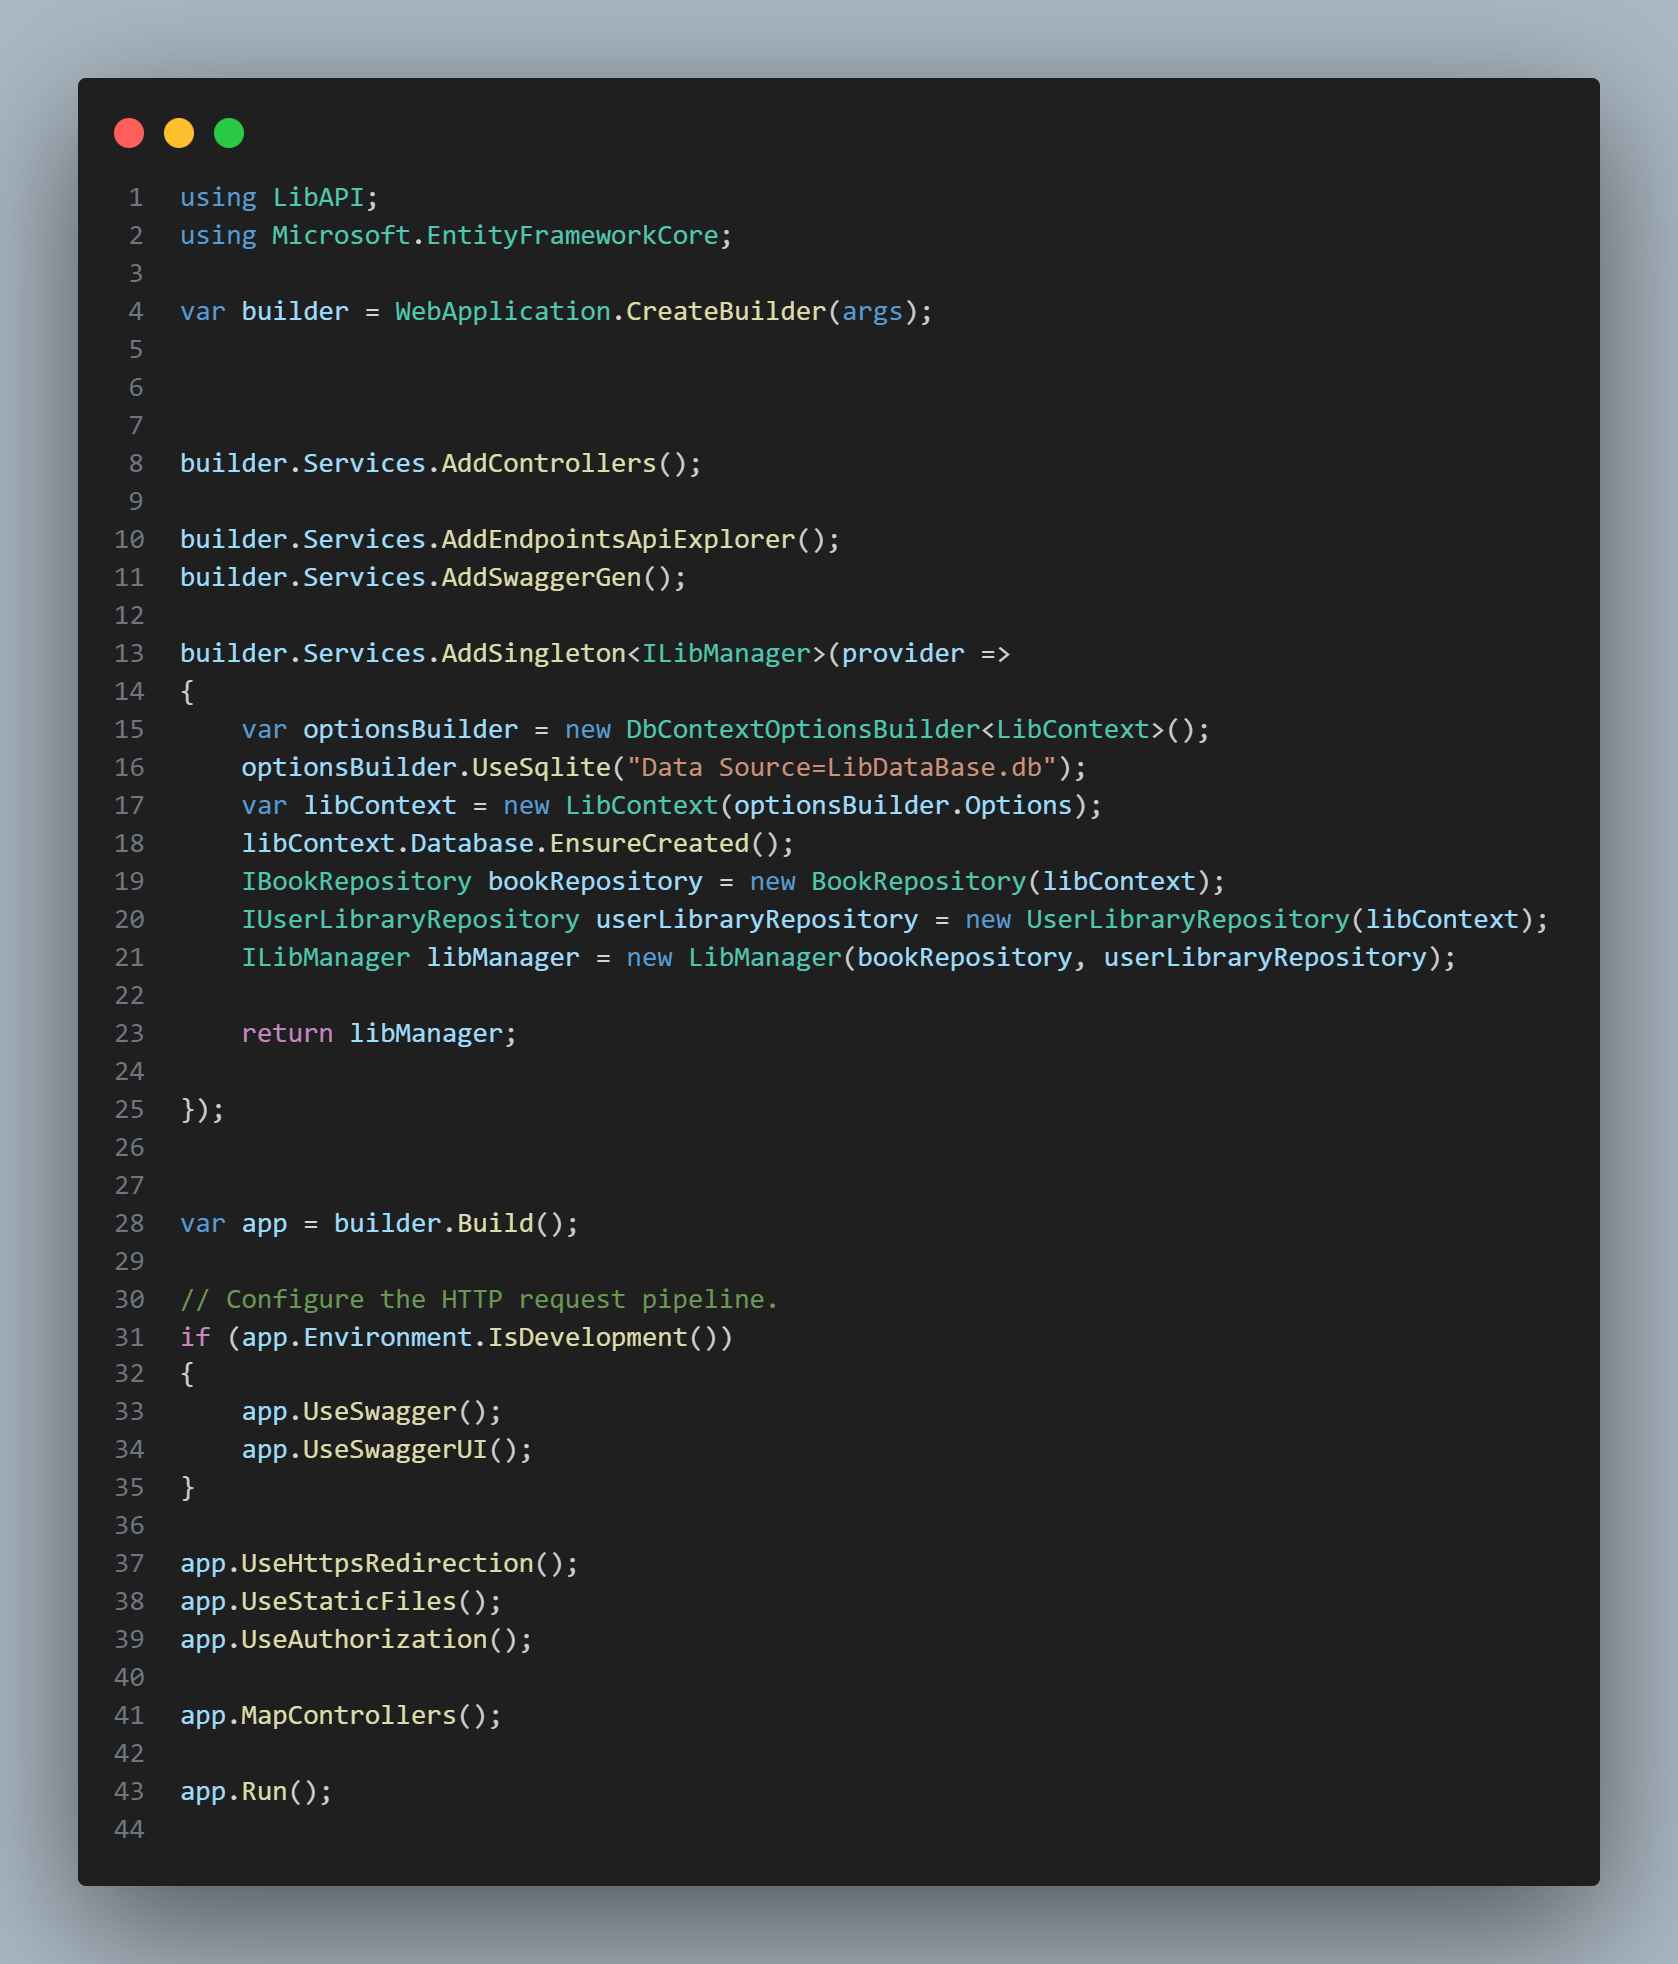 1 using LibAPI;
2 using Microsoft.EntityFrameworkCore;
3
4 var builder = WebApplication.CreateBuilder(args);
5
6
7
8 builder.Services.AddControllers();
9
10 builder.Services.AddEndpointsApiExplorer();
11 builder.Services.AddSwaggerGen();
12
13 builder.Services.AddSingleton<ILibManager>(provider =>
14 {
15     var optionsBuilder = new DbContextOptionsBuilder<LibContext>();
16     optionsBuilder.UseSqlite("Data Source=LibDataBase.db");
17     var libContext = new LibContext(optionsBuilder.Options);
18     libContext.Database.EnsureCreated();
19     IBookRepository bookRepository = new BookRepository(libContext);
20     IUserLibraryRepository userLibraryRepository = new UserLibraryRepository(libContext);
21     ILibManager libManager = new LibManager(bookRepository, userLibraryRepository);
22
23     return libManager;
24
25 });
26
27
28 var app = builder.Build();
29
30 // Configure the HTTP request pipeline.
31 if (app.Environment.IsDevelopment())
32 {
33     app.UseSwagger();
34     app.UseSwaggerUI();
35 }
36
37 app.UseHttpsRedirection();
38 app.UseStaticFiles();
39 app.UseAuthorization();
40
41 app.MapControllers();
42
43 app.Run();
44